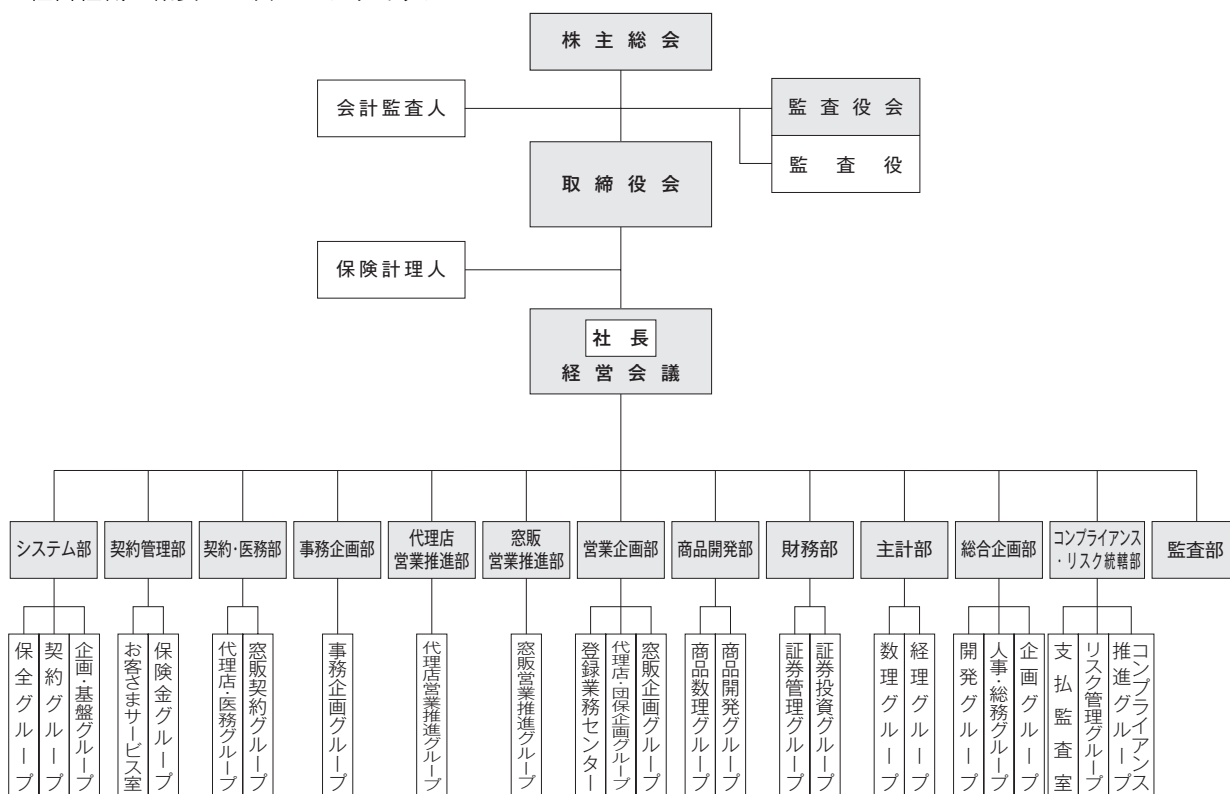 株主総会
会計監査人
監査役会
監査役
取締役会
保険計理人
社長
経営会議
システム部
契約管理部
契約・医務部
事務企画部
代理店
営業推進部
窓販
営業推進部
営業企画部
商品開発部
財務部
主計部
総合企画部
コンプライアンス
・リスク統轄部
監査部
保全グループ
契約グループ
企画・基盤グループ
お客さまサービス室
保険金グループ
代理店・医務グループ
窓販契約グループ
事務企画グループ
代理店営業推進グループ
窓販営業推進グループ
登録業務センター
代理店・団保企画グループ
窓販企画グループ
商品数理グループ
商品開発グループ
証券管理グループ
証券投資グループ
数理グループ
経理グループ
開発グループ
人事・総務グループ
企画グループ
支払監査室
リスク管理グループ
コンプライアンス
推進グループ